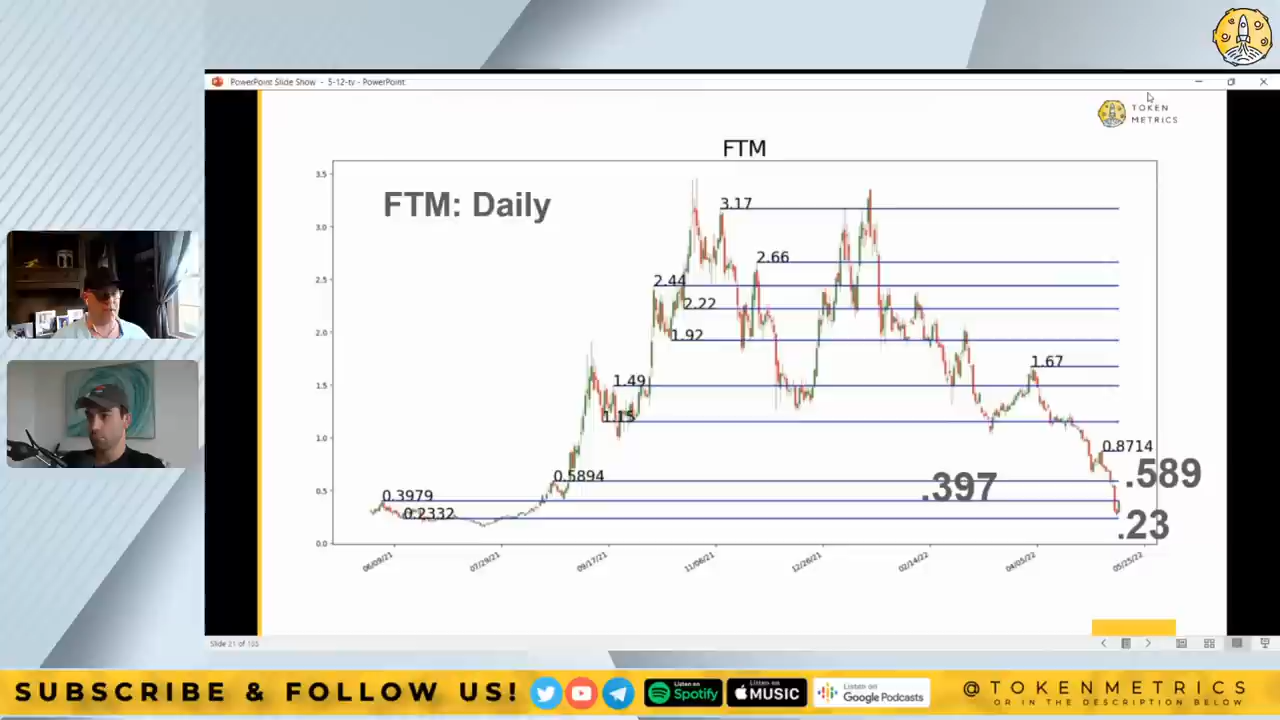 PowerPoint Slide Show - 5-12-tv - PowerPoint
TOKEN
METRICS
FTM
FTM: Daily
3.5
3.0
2.5
2.0
1.5
1.0
0.5
0.0
3.17
2.66
2.44
2.22
1.92
1.67
1.49
1.15
0.8714
0.5894
.589
.397
0.3979
0.2332
.23
06/09/21
07/29/21
09/17/21
11/06/21
12/26/21
02/14/22
04/05/22
05/25/22
SUBSCRIBE & FOLLOW US!
Listen on
Spotify
Listen on
MUSIC
Listen on
Google Podcasts
@TOKENMETRICS
OR IN THE DESCRIPTION BELOW